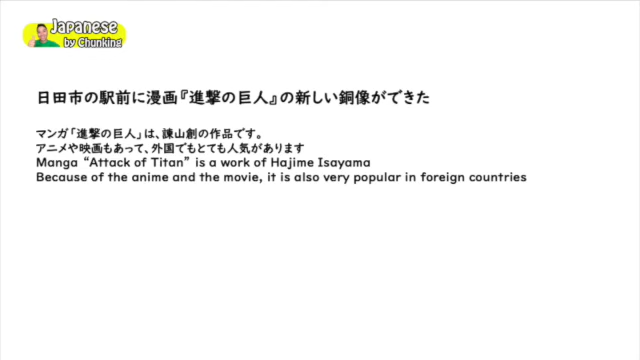 Japanese
by Chunking
日田市の駅前に漫画『進撃の巨人』の新しい銅像ができた
マンガ「進撃の巨人」は、諫山創の作品です。
アニメや映画もあって、外国でもとても人気があります
Manga “Attack of Titan” is a work of Hajime Isayama
Because of the anime and the movie, it is also very popular in foreign countries